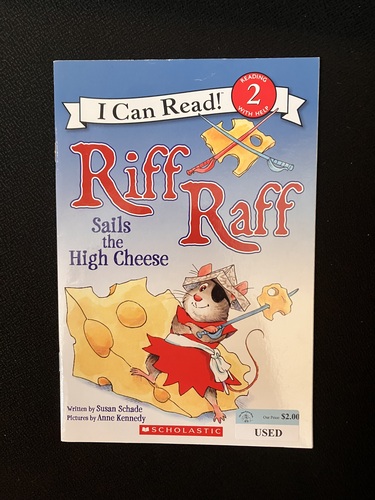 I Can Read!
READING
2
WITH HELP
Riff
Raff
Sails
the
High Cheese
Written by Susan Schade
Pictures by Anne Kennedy
SCHOLASTIC
Our Price: $2.00
USED